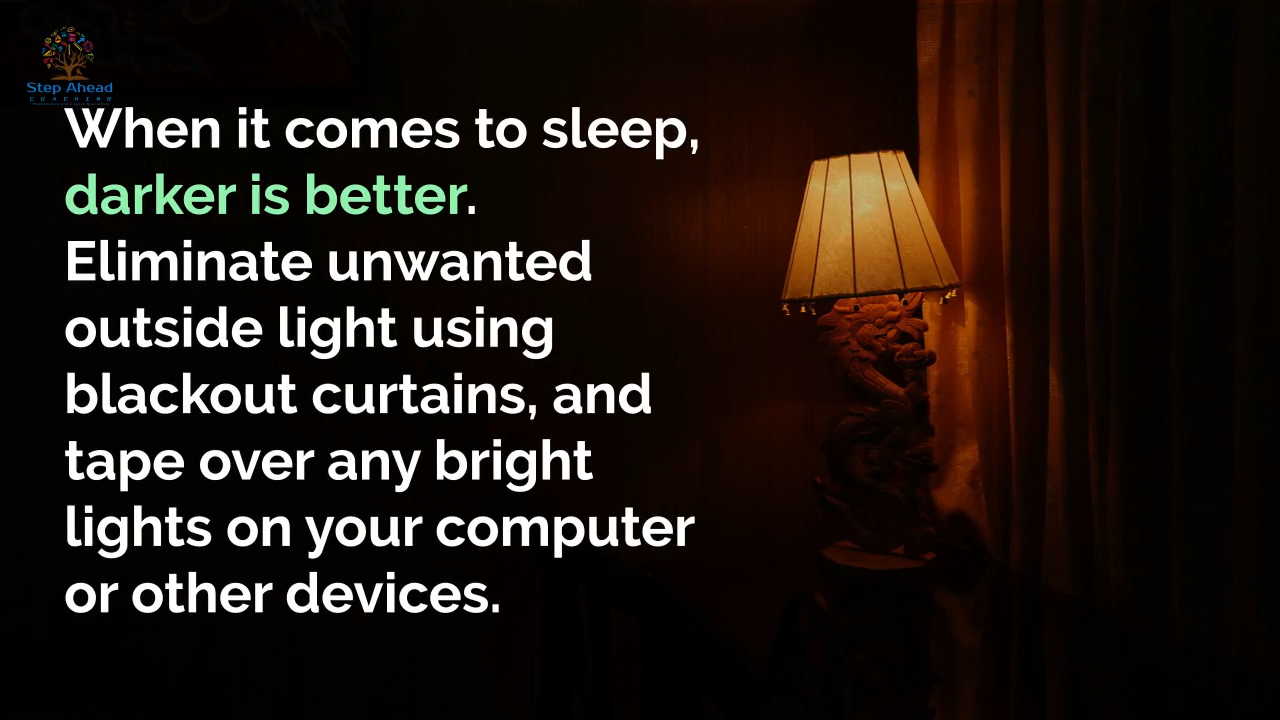 Step Ahead
COACHING
When it comes to sleep,
darker is better.
Eliminate unwanted
outside light using
blackout curtains, and
tape over any bright
lights on your computer
or other devices.